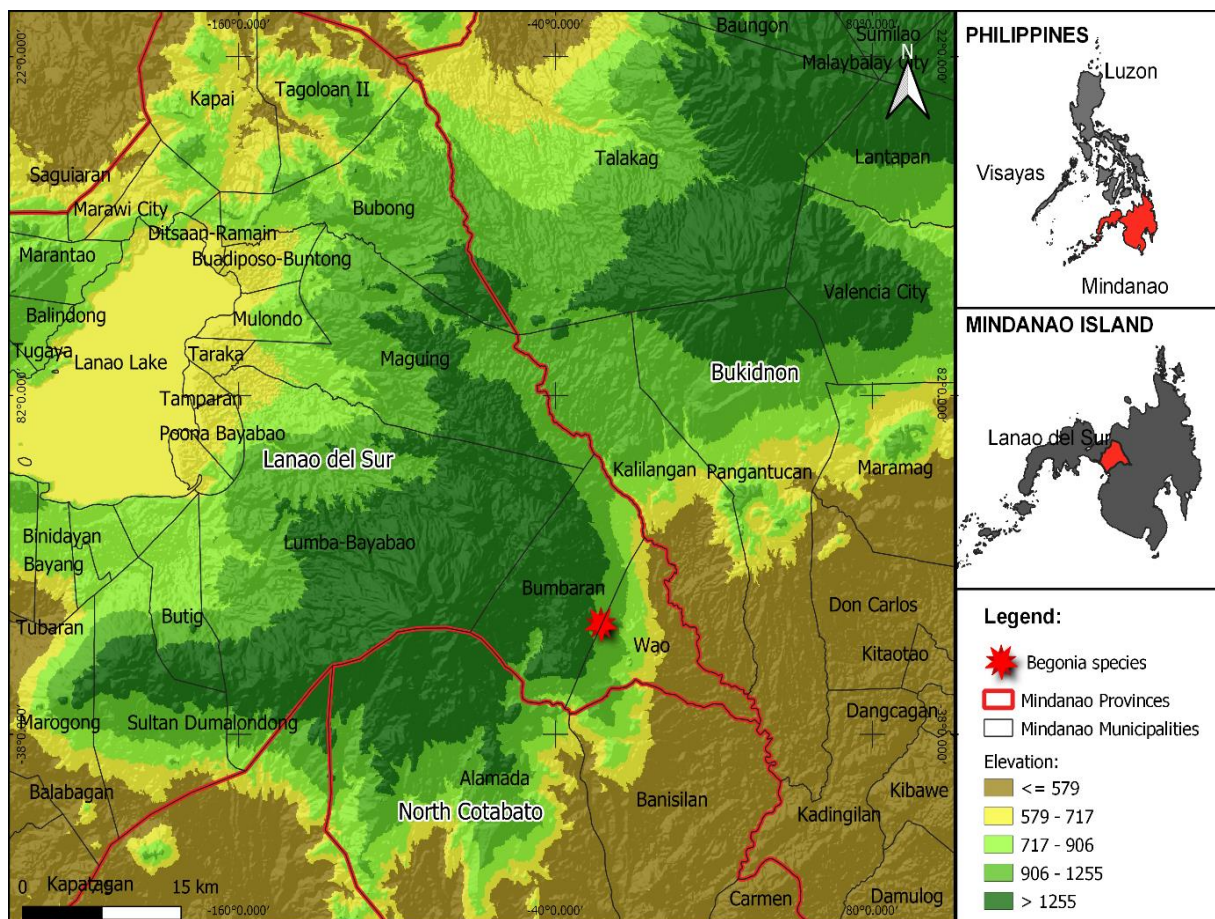 -160°0.000'
-40°0.000'
80°0.000'
Baungon
Sumilao
22°0.000'
22°0.000'
Malaybalay City
N
Kapai
Tagoloan II
Talakag
Lantapan
Saguiaran
Marawi City
Bubong
Ditsaan-Ramain
Marantao
Buadiposo-Buntong
Valencia City
Balindong
Mulondo
Tugaya
Lanao Lake
Taraka
Maguing
Bukidnon
82°0.000'
82°0.000'
Tamparan
Poona Bayabao
Lanao del Sur
Kalilangan
Pangantucan
Maramag
Binidayan
Bayang
Lumba-Bayabao
Butig
Bumbaran
Don Carlos
Tubaran
Wao
Kitaotao
Marogong
Sultan Dumalondong
Dangcagan
-38°0.000'
-38°0.000'
Balabagan
Alamada
Banisilan
Kibawe
North Cotabato
Kadingilan
Kapatagan
0
7.5
15 km
Carmen
Damulog
-160°0.000'
-40°0.000'
80°0.000'
PHILIPPINES
Luzon
Visayas
Mindanao
MINDANAO ISLAND
Lanao del Sur
Legend:
Begonia species
Mindanao Provinces
Mindanao Municipalities
Elevation:
<= 579
579 - 717
717 - 906
906 - 1255
> 1255